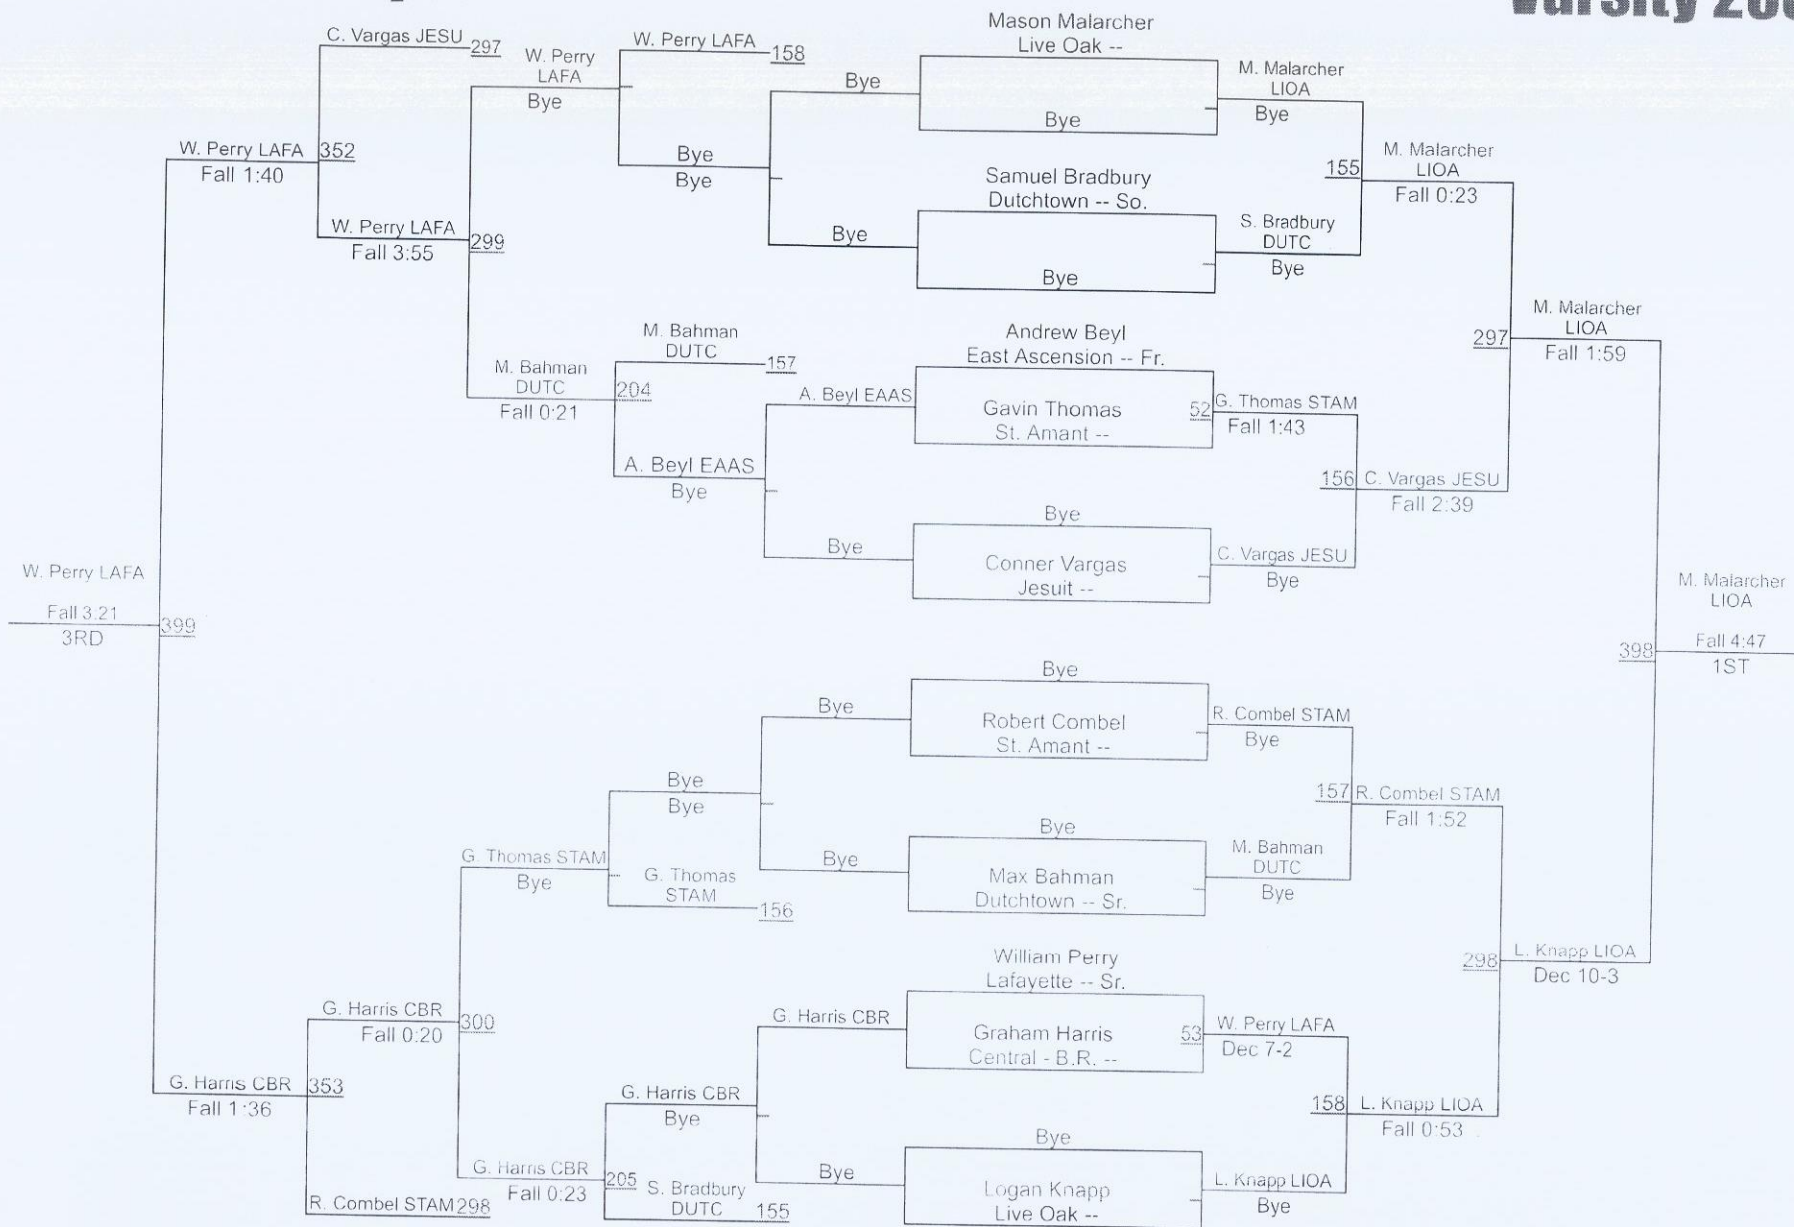 Mason Malarcher
Live Oak --
C. Vargas JESU 297
W. Perry
LAFA
Bye
W. Perry LAFA 158
Bye
Bye
M. Malarcher
LIOA
Bye
W. Perry LAFA 352
Fall 1:40
Bye
Bye
155
M. Malarcher
LIOA
Fall 0:23
Samuel Bradbury
Dutchtown -- So.
W. Perry LAFA 299
Fall 3:55
Bye
Bye
S. Bradbury
DUTC
Bye
297
M. Malarcher
LIOA
Fall 1:59
M. Bahman
DUTC
157
Andrew Beyl
East Ascension -- Fr.
M. Bahman
DUTC
Fall 0:21
204
A. Beyl EAAS
Gavin Thomas
St. Amant --
52
G. Thomas STAM
Fall 1:43
A. Beyl EAAS
Bye
156
C. Vargas JESU
Fall 2:39
Bye
Bye
Conner Vargas
Jesuit --
C. Vargas JESU
Bye
W. Perry LAFA
Fall 3:21
3RD
399
M. Malarcher
LIOA
398
Fall 4:47
1ST
Bye
Bye
Robert Combel
St. Amant --
R. Combel STAM
Bye
Bye
Bye
157
R. Combel STAM
Fall 1:52
Bye
G. Thomas STAM
Bye
Bye
G. Thomas
STAM
156
Max Bahman
Dutchtown -- Sr.
M. Bahman
DUTC
Bye
William Perry
Lafayette -- Sr.
298
L. Knapp LIOA
Dec 10-3
G. Harris CBR
Fall 0:20
300
G. Harris CBR
Graham Harris
Central - B.R. --
53
W. Perry LAFA
Dec 7-2
G. Harris CBR
Fall 1:36
353
G. Harris CBR
Bye
158
L. Knapp LIOA
Fall 0:53
Bye
G. Harris CBR
Fall 0:23
205
S. Bradbury
DUTC
155
Bye
Logan Knapp
Live Oak --
L. Knapp LIOA
Bye
R. Combel STAM 298